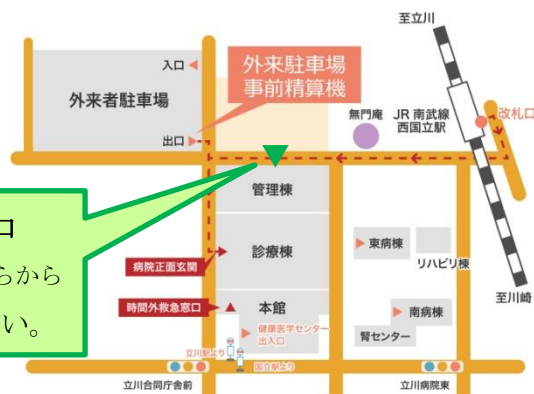 至立川
入口
外来駐車場
事前精算機
外来者駐車場
無門庵
JR 南武線
西国立駅
改札口
出口
管理棟
口
らから
い。
診療棟
病院正面玄関
東病棟
リハビリ棟
至川崎
時間外救急窓口
本館
健康医学センター
出入口
南病棟
腎センター
立川駅より
国立駅より
立川合同庁舎前
立川病院東